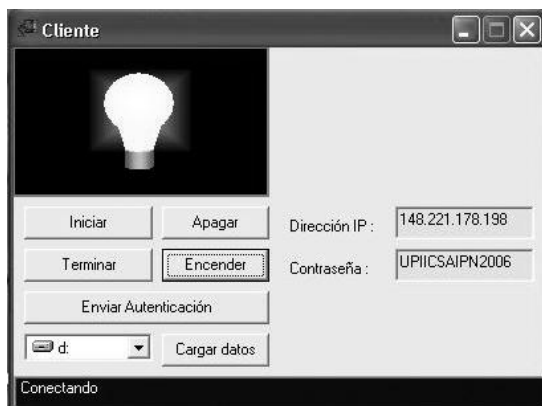 Cliente
Iniciar
Apagar
Dirección IP :
148.221.178.198
Terminar
Encender
Contraseña :
UPIICSAIPN2006
Enviar Autenticación
d:
Cargar datos
Conectando